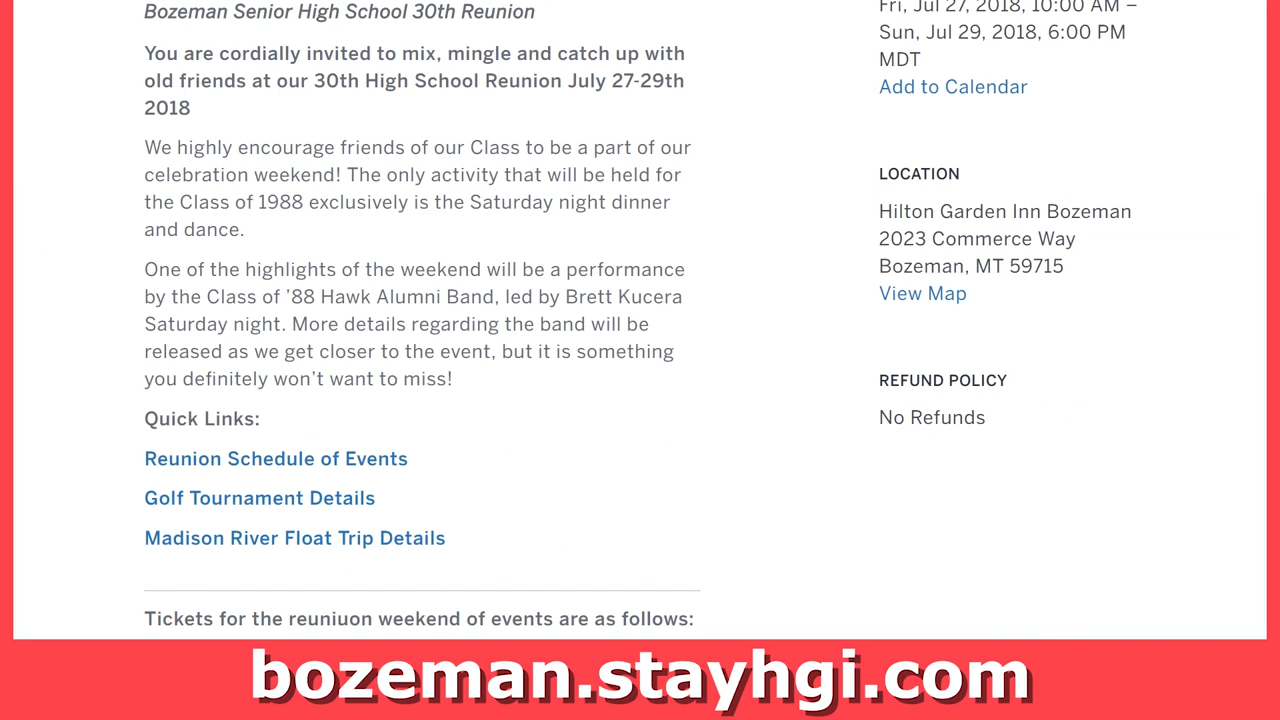 Bozeman Senior High School 30th Reunion
You are cordially invited to mix, mingle and catch up with
old friends at our 30th High School Reunion July 27-29th
2018
We highly encourage friends of our Class to be a part of our
celebration weekend! The only activity that will be held for
the Class of 1988 exclusively is the Saturday night dinner
and dance.
One of the highlights of the weekend will be a performance
by the Class of ’88 Hawk Alumni Band, led by Brett Kucera
Saturday night. More details regarding the band will be
released as we get closer to the event, but it is something
you definitely won’t want to miss!
Quick Links:
Reunion Schedule of Events
Golf Tournament Details
Madison River Float Trip Details
Tickets for the reuniuon weekend of events are as follows:
Fri, Jul 27, 2018, 10:00 AM –
Sun, Jul 29, 2018, 6:00 PM
MDT
Add to Calendar
LOCATION
Hilton Garden Inn Bozeman
2023 Commerce Way
Bozeman, MT 59715
View Map
REFUND POLICY
No Refunds
bozeman.stayhgi.com